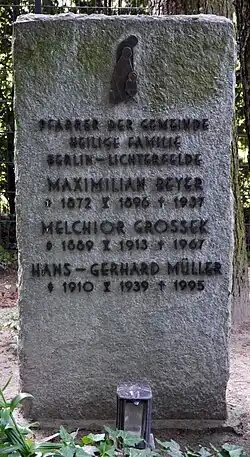 PFARRER DER GEMEINDE
HEILIGE FAMILIE
BERLIN-LICHTERFELDE
MAXIMILIAN BEYER
* 1872 X 1896 † 1937
MELCHIOR GROSSEK
* 1889 X 1913 † 1967
HANS-GERHARD MÜLLER
* 1910 X 1939 † 1995